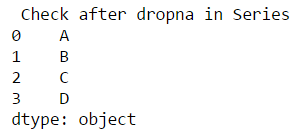 Check after dropna in Series
0    A
1    B
2    C
3    D
dtype: object